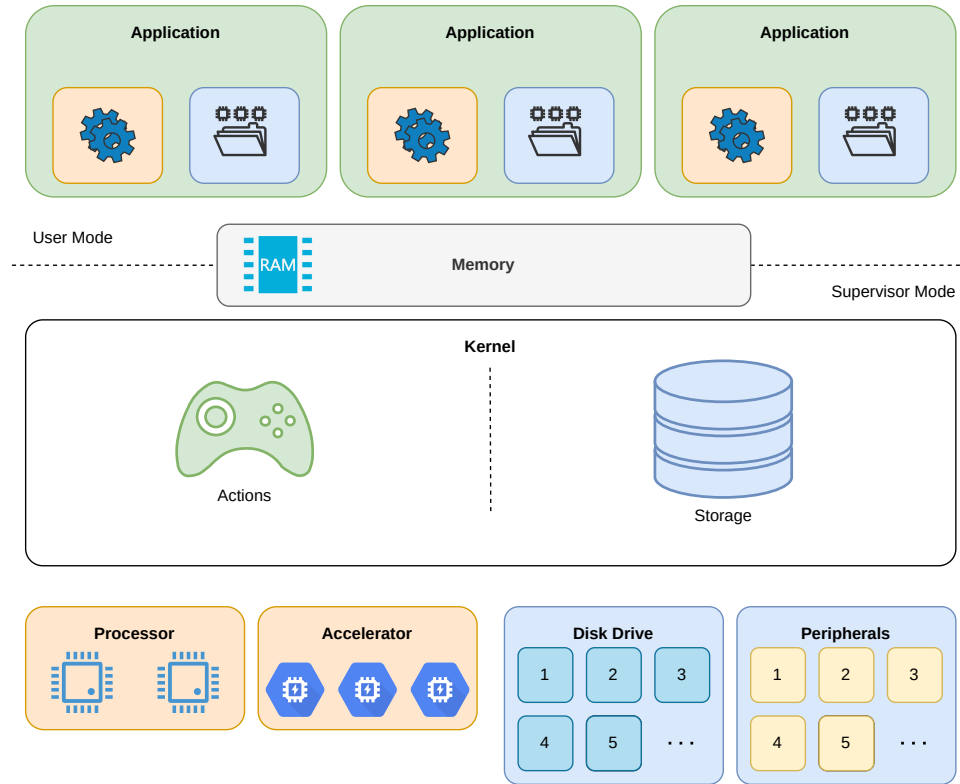 Application
Application
Application
User Mode
RAM
Memory
Supervisor Mode
Kernel
Actions
Storage
Processor
Accelerator
Disk Drive
1
2
3
4
5
...
Peripherals
1
2
3
4
5
...